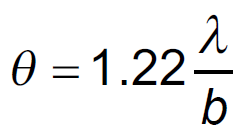 θ = 1.22 λ/b